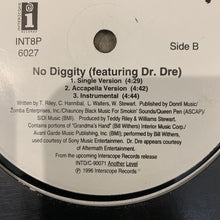 INTERSCOPE RECORDS
INT8P
6027
Side B
No Diggity (featuring Dr. Dre)
1. Single Version (4:29)
2. Accapella Version (4:42)
3. Instrumental (4:44)
Written by T. Riley, C. Hannibal, L. Walters, W. Stewart. Published by Donril Music/
Zomba Enterprises, Inc./Chauncey Black Music For Smokin' Sounds/Queen Pen (ASCAP)/
SIDI Music (BMI). Produced by Teddy Riley & Williams Stewart.
Contains portions of "Grandma's Hand" (Bill Withers) Interior Music Corp./
Avant Garde Music Publishing, Inc. (BMI). Performed by Bill Withers,
used courtesy of Sony Music Entertainment. Dr. Dre appears courtesy of
Aftermath Entertainment.
From the upcoming Interscope Records release
INTD/C-90071 Another Level
℗ 1996 Interscope Records